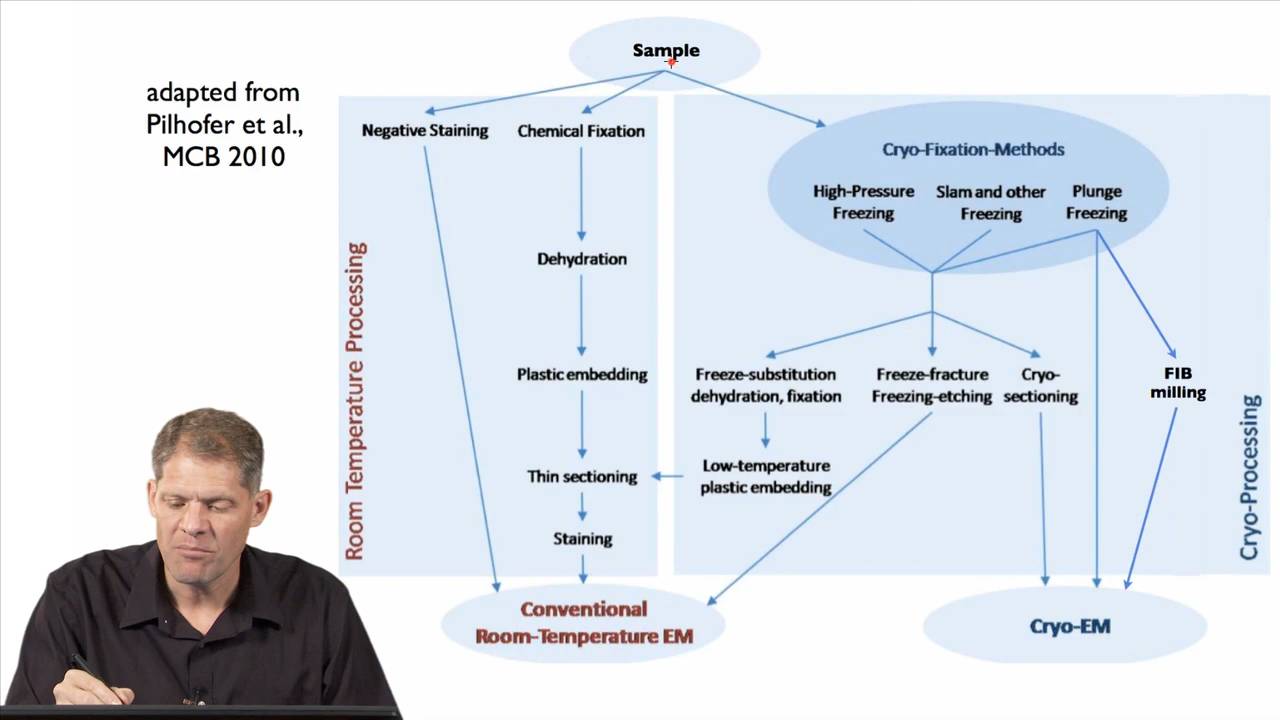 Sample
adapted from
Pilhofer et al.,
MCB 2010
Room Temperature Processing
Negative Staining
Chemical Fixation
Dehydration
Plastic embedding
Thin sectioning
Staining
Conventional
Room-Temperature EM
Cryo-Fixation-Methods
High-Pressure
Freezing
Slam and other
Freezing
Plunge
Freezing
Freeze-substitution
dehydration, fixation
Low-temperature
plastic embedding
Freeze-fracture
Freezing-etching
Cryo-
sectioning
FIB
milling
Cryo-Processing
Cryo-EM